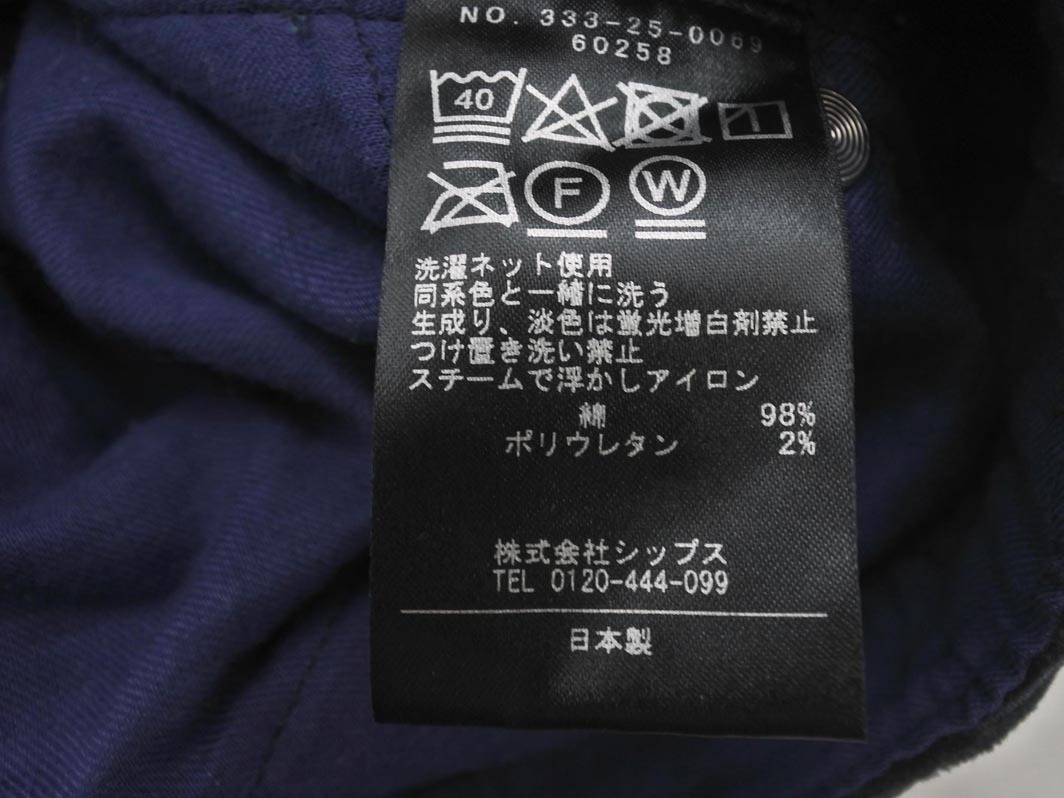 NO. 333-25-0069
60258
40
F W
洗濯ネット使用
同系色と一緒に洗う
生成り、淡色は蛍光増白剤禁止
つけ置き洗い禁止
スチームで浮かしアイロン
綿 98%
ポリウレタン 2%
株式会社シップス
TEL 0120-444-099
日本製